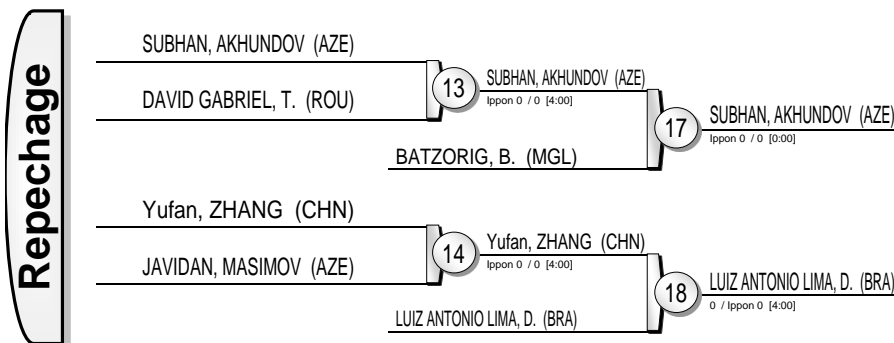 Repechage
SUBHAN, AKHUNDOV (AZE)
DAVID GABRIEL, T. (ROU)
13
SUBHAN, AKHUNDOV (AZE)
Ippon 0 / 0 [4:00]
BATZORIG, B. (MGL)
17
SUBHAN, AKHUNDOV (AZE)
Ippon 0 / 0 [0:00]
Yufan, ZHANG (CHN)
JAVIDAN, MASIMOV (AZE)
14
Yufan, ZHANG (CHN)
Ippon 0 / 0 [4:00]
LUIZ ANTONIO LIMA, D. (BRA)
18
LUIZ ANTONIO LIMA, D. (BRA)
0 / Ippon 0 [4:00]